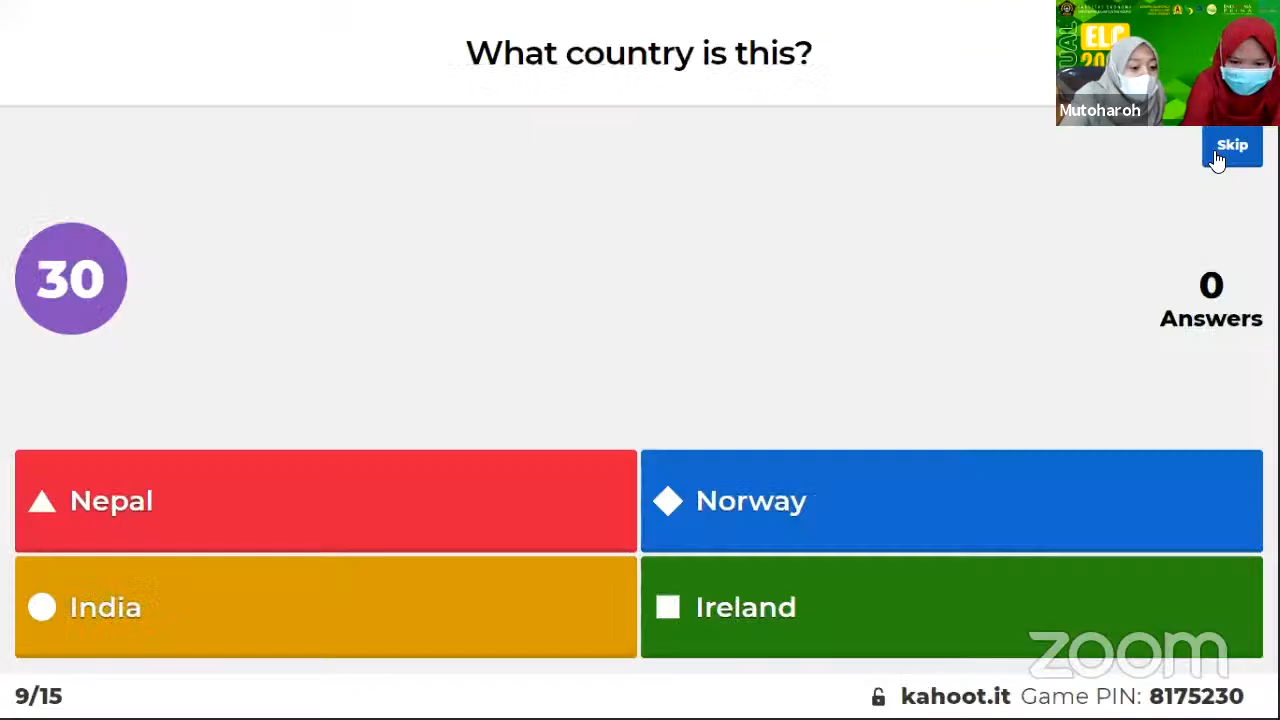 What country is this?
ELC
Mutoharoh
Skip
30
0
Answers
Nepal
Norway
India
Ireland
zoom
9/15
kahoot.it Game PIN: 8175230